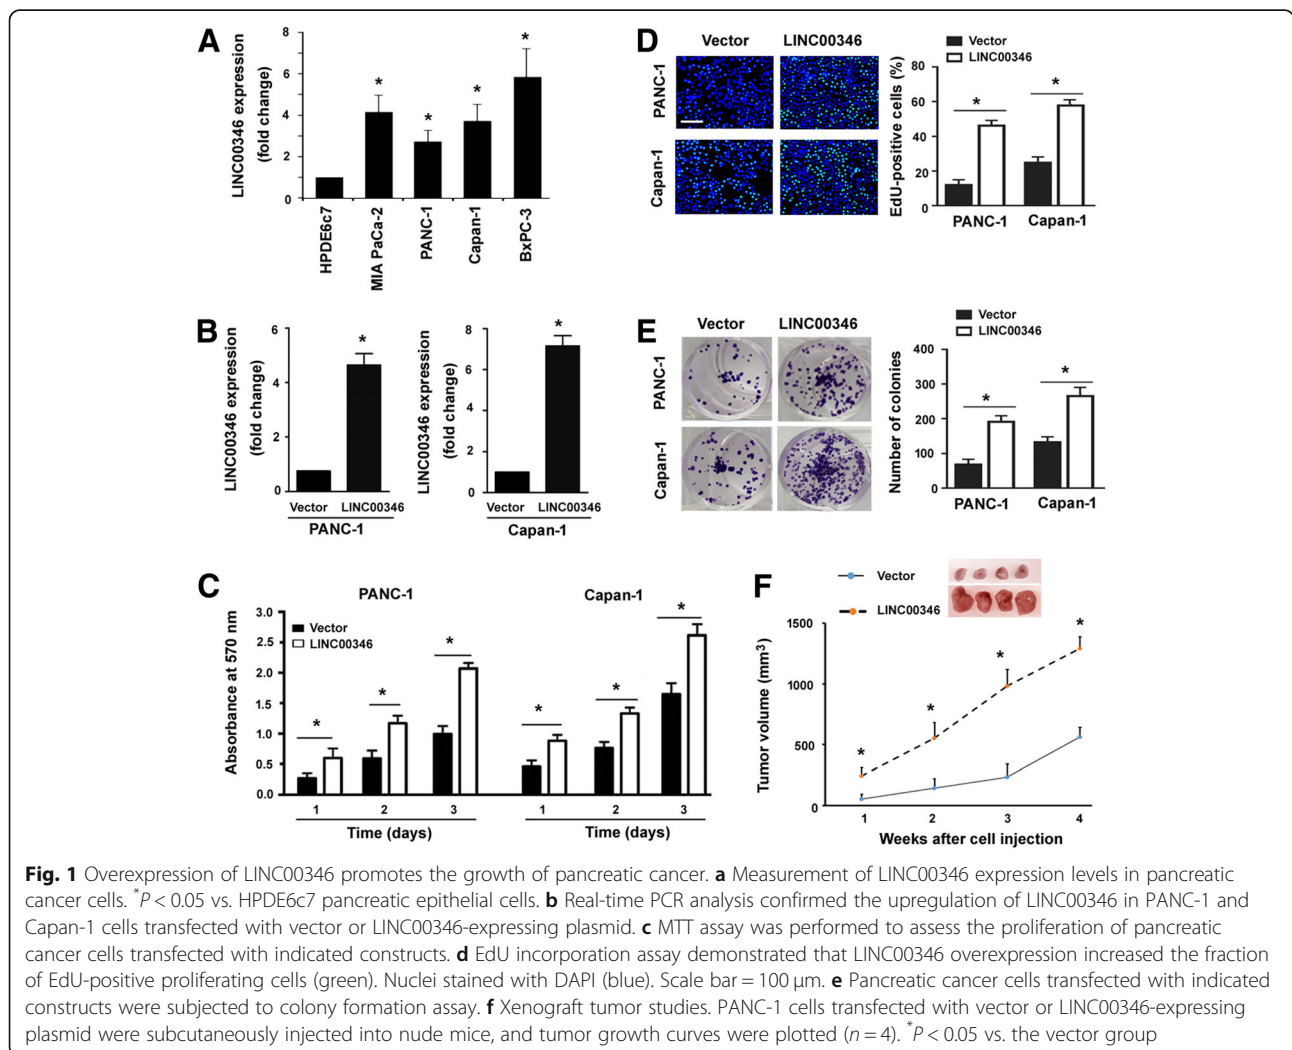 A
LINC00346 expression
(fold change)
8
6
4
2
0
*
*
*
*
HPDE6c7
MIA PaCa-2
PANC-1
Capan-1
BxPC-3
D
Vector
LINC00346
PANC-1
Capan-1
Vector
LINC00346
EdU-positive cells (%)
80
60
40
20
0
*
*
PANC-1
Capan-1
B
LINC00346 expression
(fold change)
6
4
2
0
*
Vector
LINC00346
PANC-1
LINC00346 expression
(fold change)
8
6
4
2
0
*
Vector
LINC00346
Capan-1
E
Vector
LINC00346
PANC-1
Capan-1
Vector
LINC00346
Number of colonies
400
300
200
100
0
*
*
PANC-1
Capan-1
C
PANC-1
Capan-1
Vector
LINC00346
Absorbance at 570 nm
3.0
2.5
2.0
1.5
1.0
0.5
0.0
*
*
*
*
*
*
1
2
3
1
2
3
Time (days)
Time (days)
F
Vector
LINC00346
Tumor volume (mm³)
1500
1000
500
0
*
*
*
*
1
2
3
4
Weeks after cell injection
Fig. 1 Overexpression of LINC00346 promotes the growth of pancreatic cancer. a Measurement of LINC00346 expression levels in pancreatic
cancer cells. *P < 0.05 vs. HPDE6c7 pancreatic epithelial cells. b Real-time PCR analysis confirmed the upregulation of LINC00346 in PANC-1 and
Capan-1 cells transfected with vector or LINC00346-expressing plasmid. c MTT assay was performed to assess the proliferation of pancreatic
cancer cells transfected with indicated constructs. d EdU incorporation assay demonstrated that LINC00346 overexpression increased the fraction
of EdU-positive proliferating cells (green). Nuclei stained with DAPI (blue). Scale bar = 100 μm. e Pancreatic cancer cells transfected with indicated
constructs were subjected to colony formation assay. f Xenograft tumor studies. PANC-1 cells transfected with vector or LINC00346-expressing
plasmid were subcutaneously injected into nude mice, and tumor growth curves were plotted (n = 4). *P < 0.05 vs. the vector group